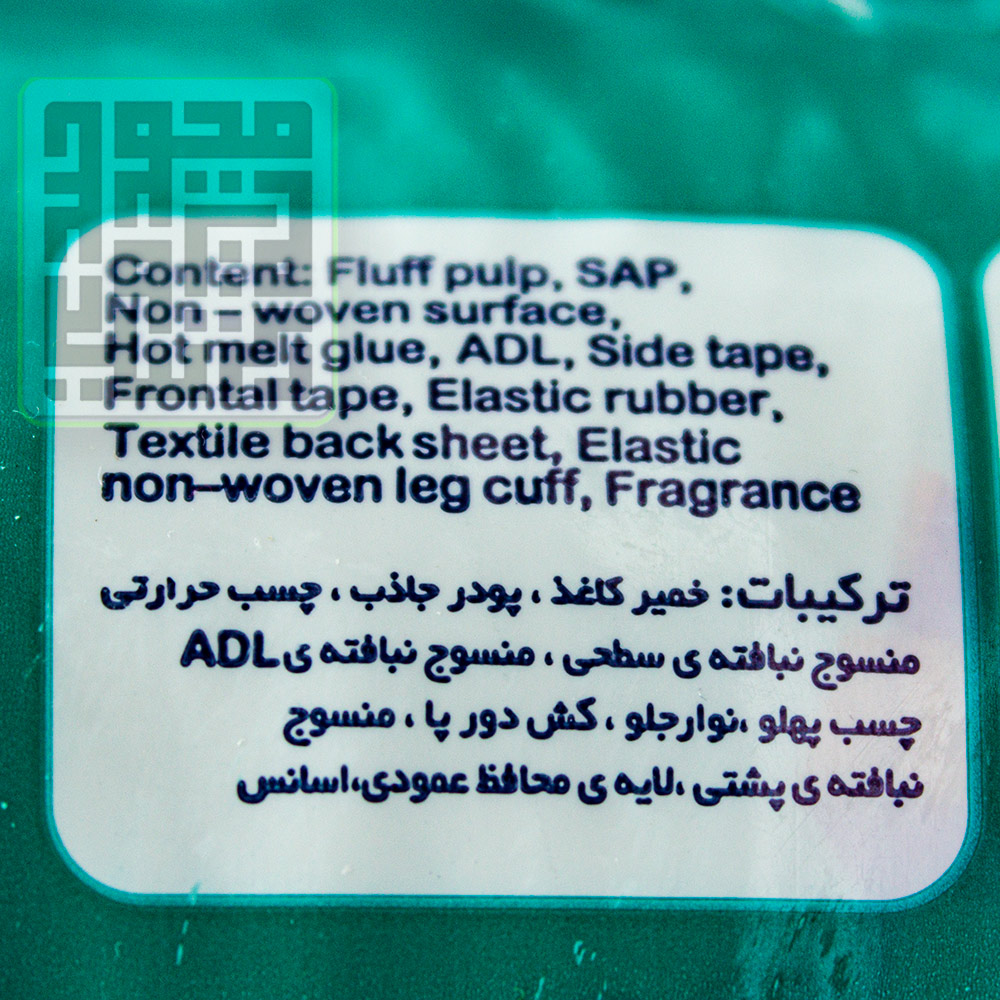 Content: Fluff pulp, SAP,
Non – woven surface,
Hot melt glue, ADL, Side tape,
Frontal tape, Elastic rubber,
Textile back sheet, Elastic
non–woven leg cuff, Fragrance
ترکیبات: خمیر کاغذ ، پودر جاذب ، چسب حرارتی
منسوج نبافته ی سطحی ، منسوج نبافته ی ADL
چسب پهلو ،نوارجلو ، کش دور پا ، منسوج
نبافته ی پشتی ،لایه ی محافظ عمودی،اسانس